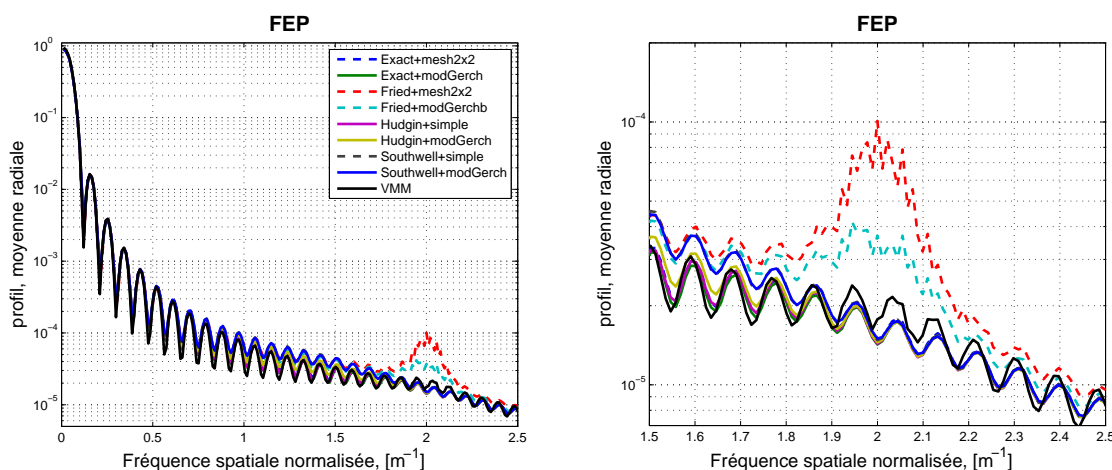 FEP
profil, moyenne radiale
10⁰
10⁻¹
10⁻²
10⁻³
10⁻⁴
10⁻⁵
0 0.5 1 1.5 2 2.5
Fréquence spatiale normalisée, [m⁻¹]
Exact+mesh2x2
Exact+modGerch
Fried+mesh2x2
Fried+modGerchb
Hudgin+simple
Hudgin+modGerch
Southwell+simple
Southwell+modGerch
VMM
FEP
profil, moyenne radiale
10⁻⁴
10⁻⁵
1.5 1.6 1.7 1.8 1.9 2 2.1 2.2 2.3 2.4 2.5
Fréquence spatiale normalisée, [m⁻¹]